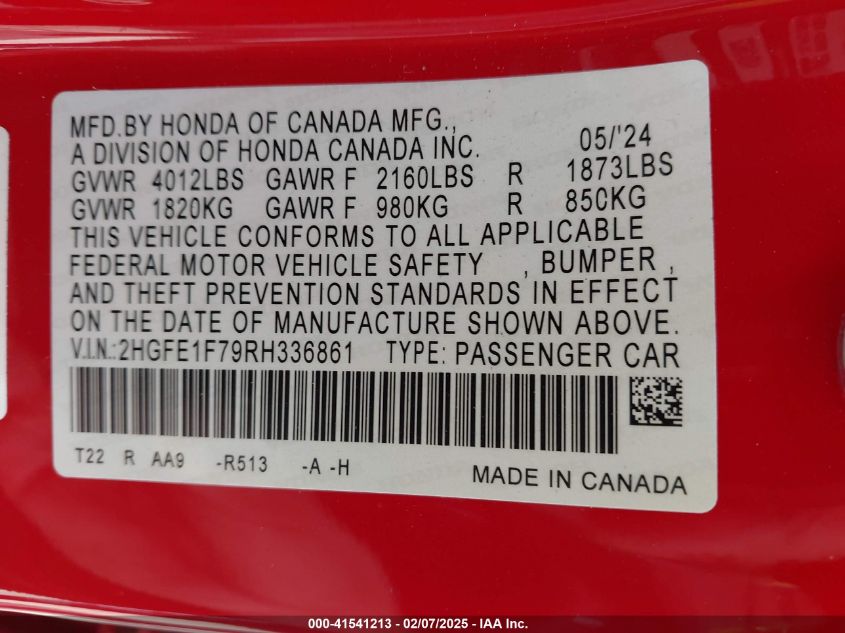 MFD.BY HONDA OF CANADA MFG.,
A DIVISION OF HONDA CANADA INC. 05/'24
GVWR 4012LBS GAWR F 2160LBS R 1873LBS
GVWR 1820KG GAWR F 980KG R 850KG
THIS VEHICLE CONFORMS TO ALL APPLICABLE
FEDERAL MOTOR VEHICLE SAFETY , BUMPER ,
AND THEFT PREVENTION STANDARDS IN EFFECT
ON THE DATE OF MANUFACTURE SHOWN ABOVE.
V.I.N.:2HGFE1F79RH336861 TYPE: PASSENGER CAR
T22 R AA9 -R513 -A -H
MADE IN CANADA
000-41541213 - 02/07/2025 - IAA Inc.